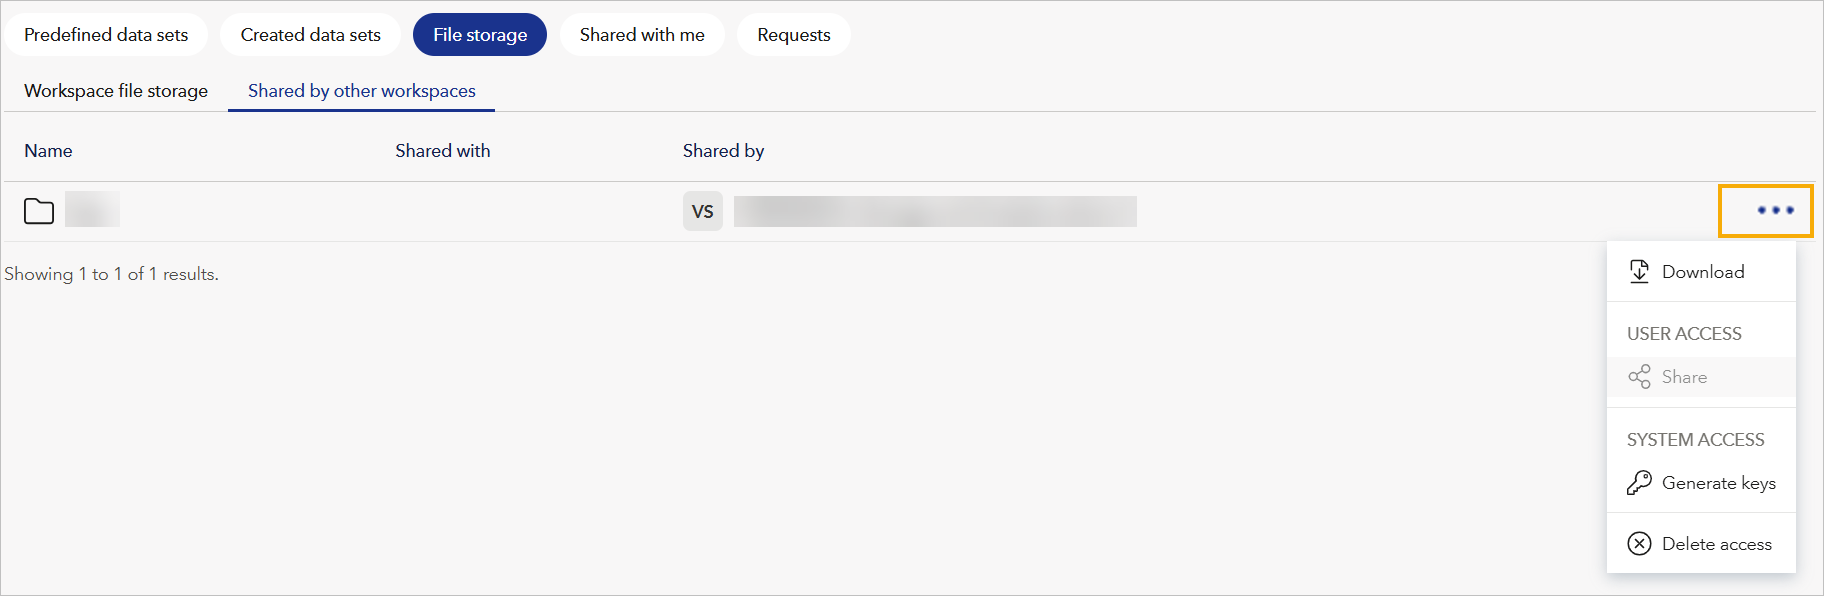 Predefined data sets
Created data sets
File storage
Shared with me
Requests
Workspace file storage
Shared by other workspaces
Name
Shared with
Shared by
VS
Showing 1 to 1 of 1 results.
Download
USER ACCESS
Share
SYSTEM ACCESS
Generate keys
Delete access